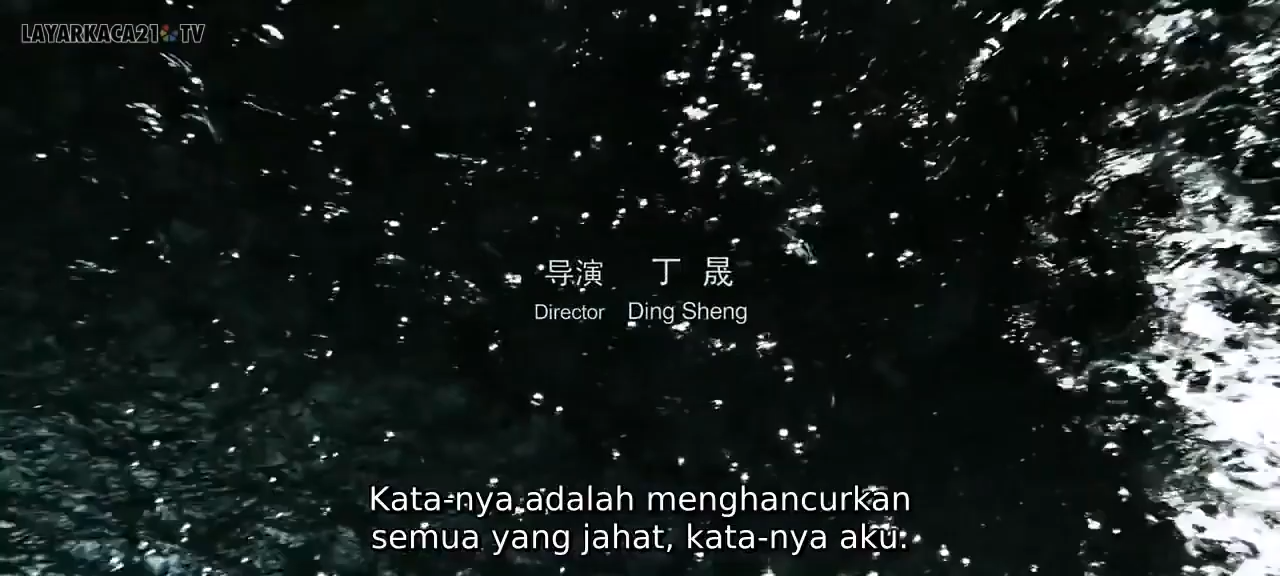 LAYARKACA21 TV
导演 丁 晟
Director Ding Sheng
Kata-nya adalah menghancurkan
semua yang jahat, kata-nya aku.